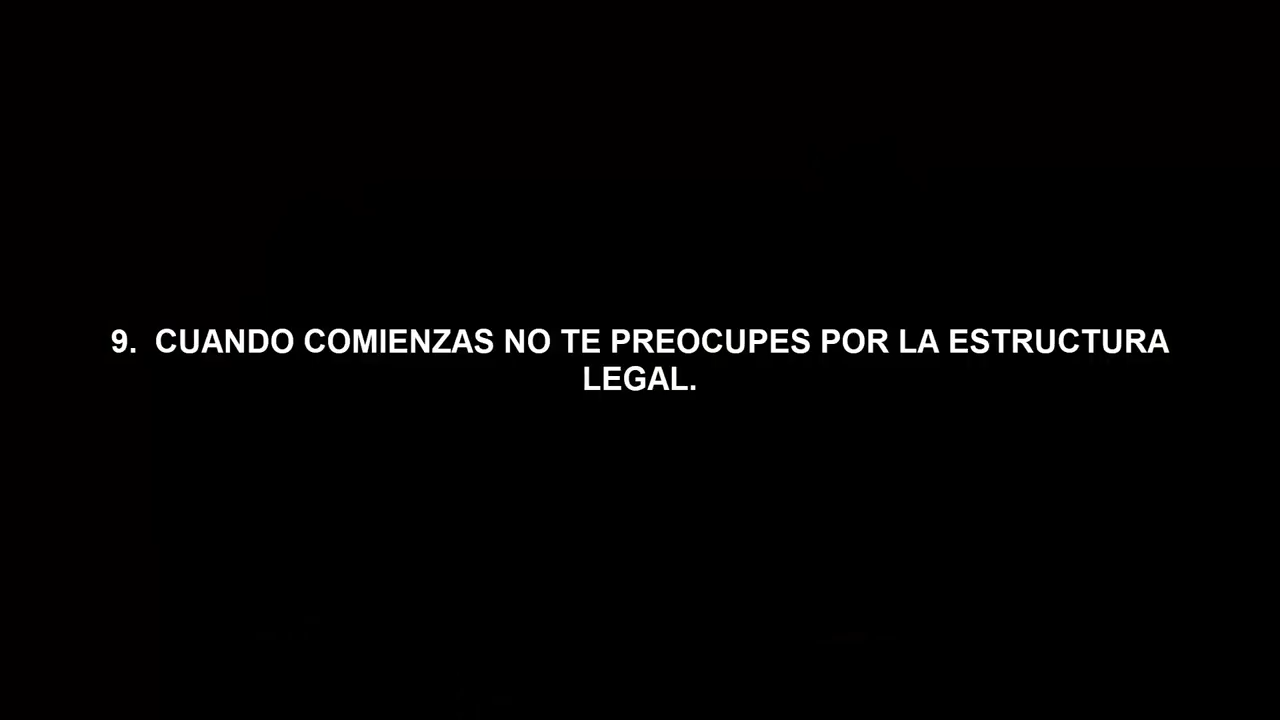 9.  CUANDO COMIENZAS NO TE PREOCUPES POR LA ESTRUCTURA
LEGAL.